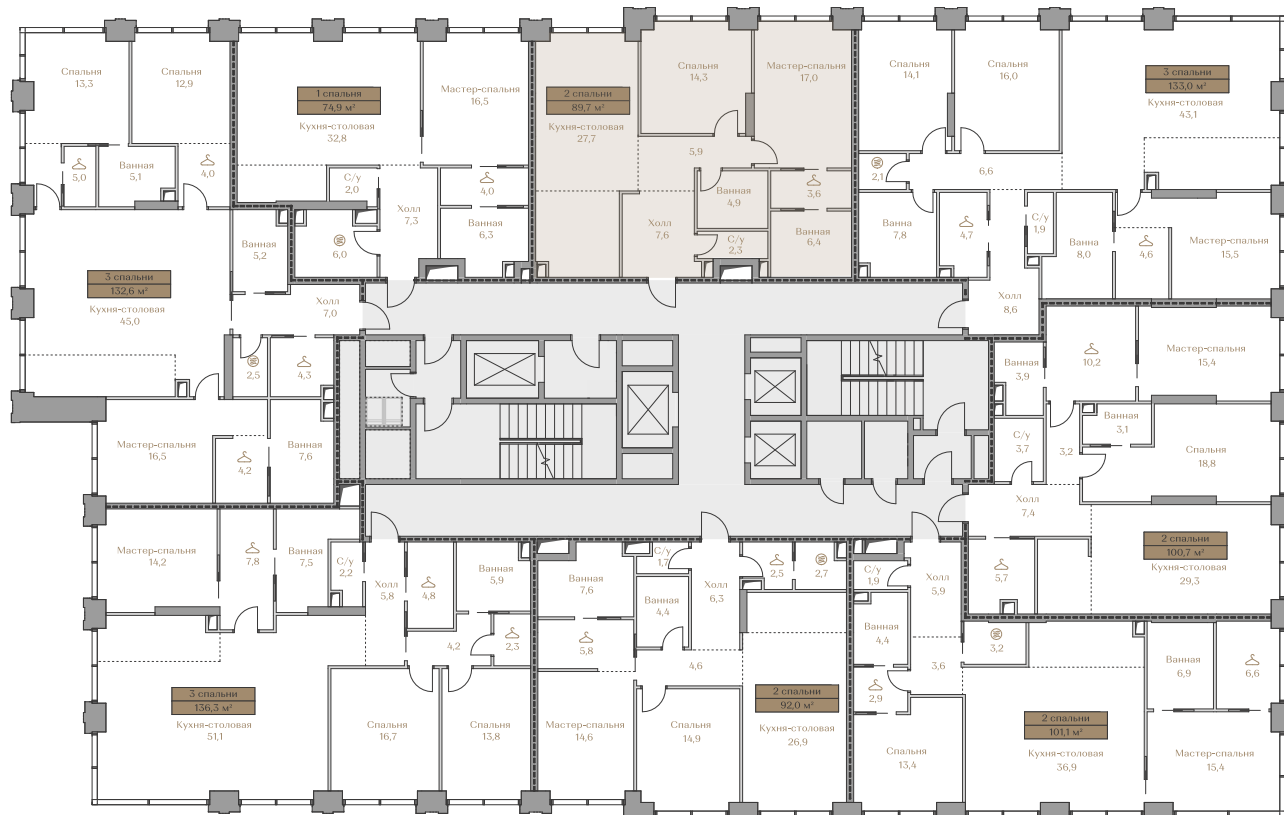 Спальня
13,3
Спальня
12,9
5,0
Ванная
5,1
4,0
3 спальни
132,6 м²
Кухня-столовая
45,0
Ванная
5,2
Холл
7,0
2,5
4,3
Мастер-спальня
16,5
4,2
Ванная
7,6
1 спальня
74,9 м²
Кухня-столовая
32,8
Мастер-спальня
16,5
С/у
2,0
4,0
Холл
7,3
Ванная
6,3
6,0
2 спальни
89,7 м²
Кухня-столовая
27,7
Спальня
14,3
Мастер-спальня
17,0
5,9
Ванная
4,9
3,6
Холл
7,6
С/у
2,3
Ванная
6,4
Спальня
14,1
Спальня
16,0
3 спальни
133,0 м²
Кухня-столовая
43,1
2,1
6,6
Ванна
7,8
4,7
С/у
1,9
Ванна
8,0
4,6
Мастер-спальня
15,5
Холл
8,6
Ванная
3,9
10,2
Мастер-спальня
15,4
Ванная
3,1
С/у
3,7
3,2
Спальня
18,8
Холл
7,4
2 спальни
100,7 м²
Кухня-столовая
29,3
5,7
Мастер-спальня
14,2
7,8
Ванная
7,5
С/у
2,2
Холл
5,8
4,8
Ванная
5,9
4,2
2,3
3 спальни
136,3 м²
Кухня-столовая
51,1
Спальня
16,7
Спальня
13,8
С/у
1,7
Ванная
7,6
Ванная
4,4
Холл
6,3
2,5
2,7
5,8
4,6
2 спальни
92,0 м²
Кухня-столовая
26,9
Мастер-спальня
14,6
Спальня
14,9
С/у
1,9
Холл
5,9
Ванная
4,4
3,6
3,2
2,9
Ванная
6,9
6,6
2 спальни
101,1 м²
Кухня-столовая
36,9
Спальня
13,4
Мастер-спальня
15,4